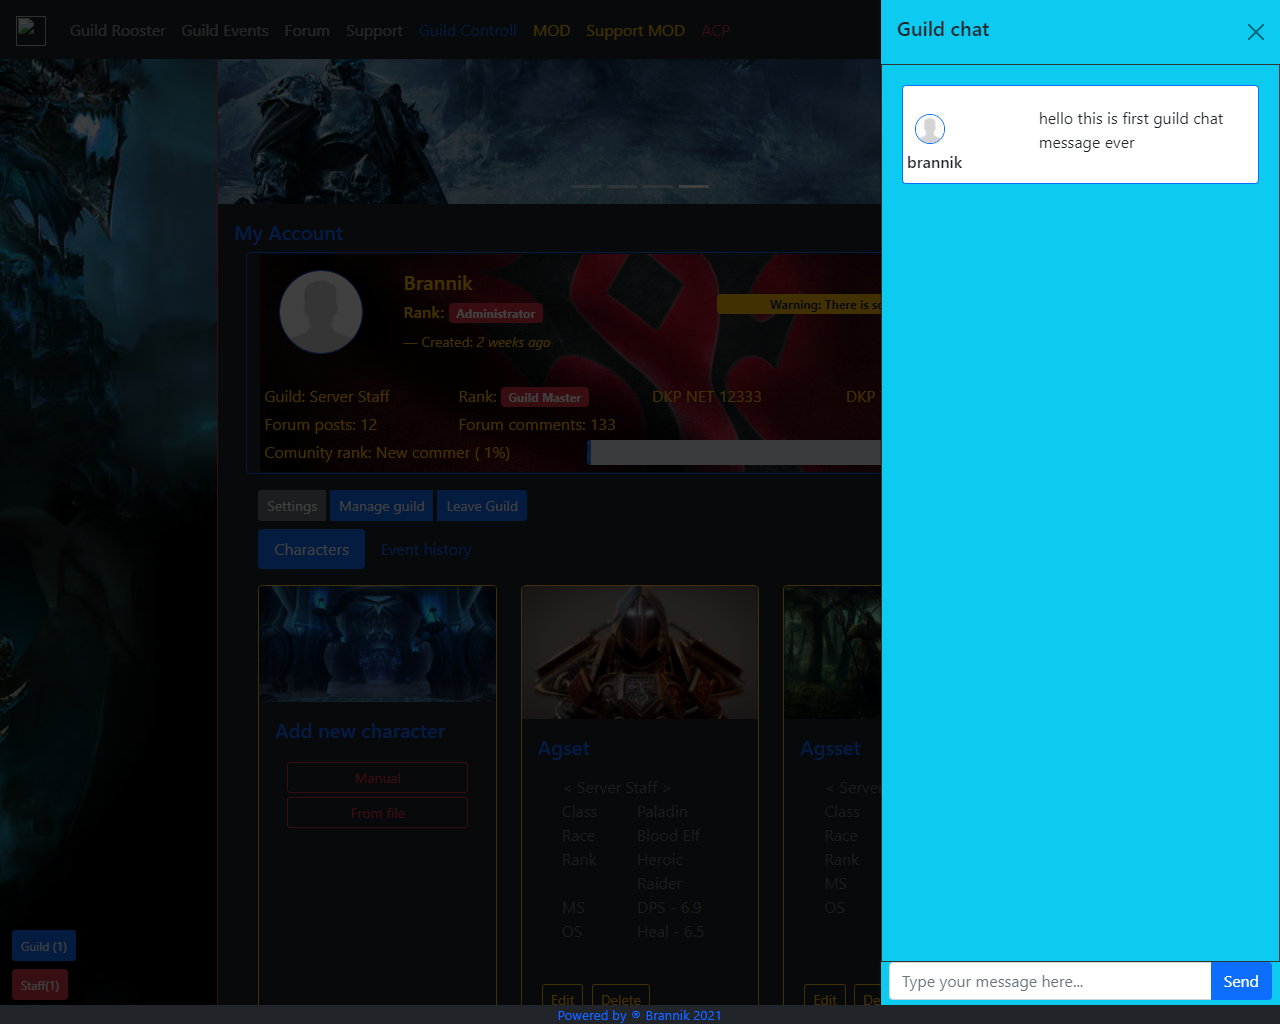 Guild Rooster Guild Events Forum Support Guild Controll MOD Support MOD ACP
Guild chat
hello this is first guild chat
message ever
brannik
My Account
Brannik
Rank: Administrator
— Created: 2 weeks ago
Warning: There is so
Guild: Server Staff Rank: Guild Master DKP NET 12333 DKP
Forum posts: 12 Forum comments: 133
Comunity rank: New commer ( 1%)
Settings Manage guild Leave Guild
Characters Event history
Add new character
Manual
From file
Agset
< Server Staff >
Class Paladin
Race Blood Elf
Rank Heroic
Raider
MS DPS - 6.9
OS Heal - 6.5
Edit Delete
Agsset
< Server
Class
Race
Rank
MS
OS
Edit De
Guild (1)
Staff(1)
Type your message here... Send
Powered by ® Brannik 2021